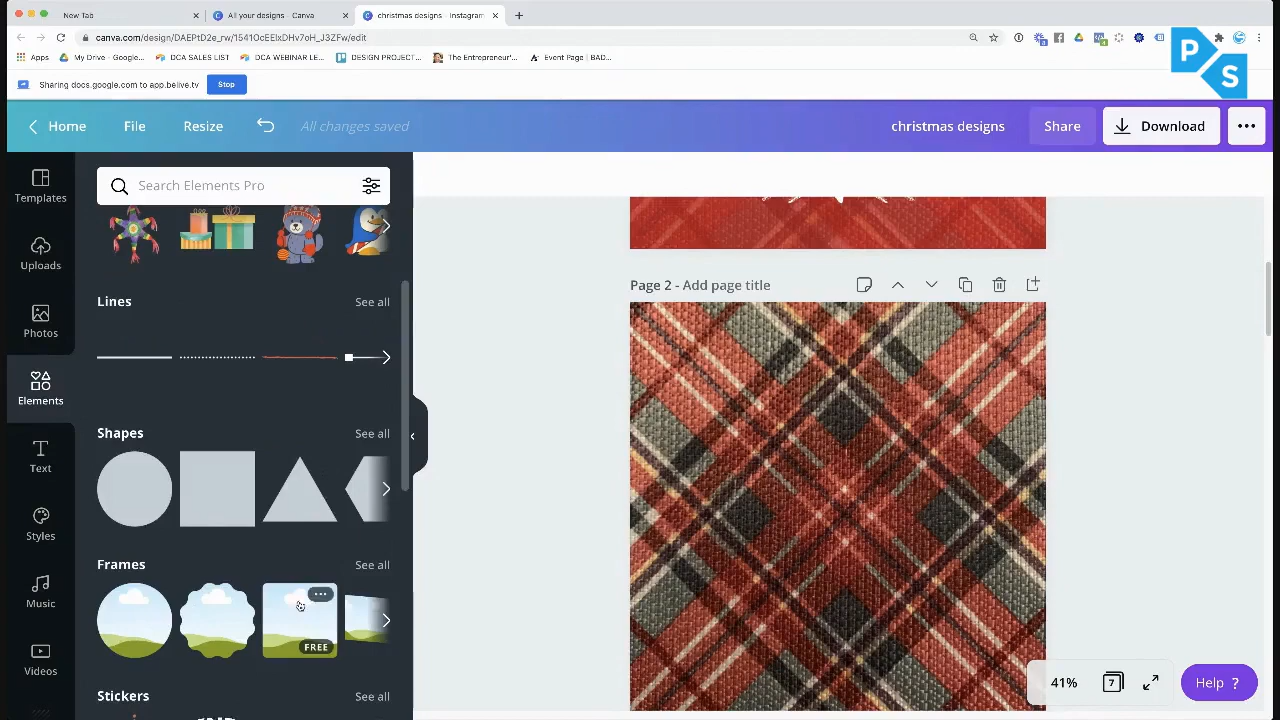 New Tab
All your designs - Canva
christmas designs - Instagram
canva.com/design/DAEPtD2e_rw/1541OcEElxDHv7oH_J3ZFw/edit
Apps
My Drive - Google...
DCA SALES LIST
DCA WEBINAR LE...
DESIGN PROJECT...
The Entrepreneur'...
Event Page | BAD...
P
S
Sharing docs.google.com to app.belive.tv
Stop
Home
File
Resize
All changes saved
christmas designs
Share
Download
Templates
Uploads
Photos
Elements
Text
Styles
Music
Videos
Search Elements Pro
Lines
See all
Shapes
See all
Frames
See all
FREE
Stickers
See all
Page 2 - Add page title
41%
7
Help ?